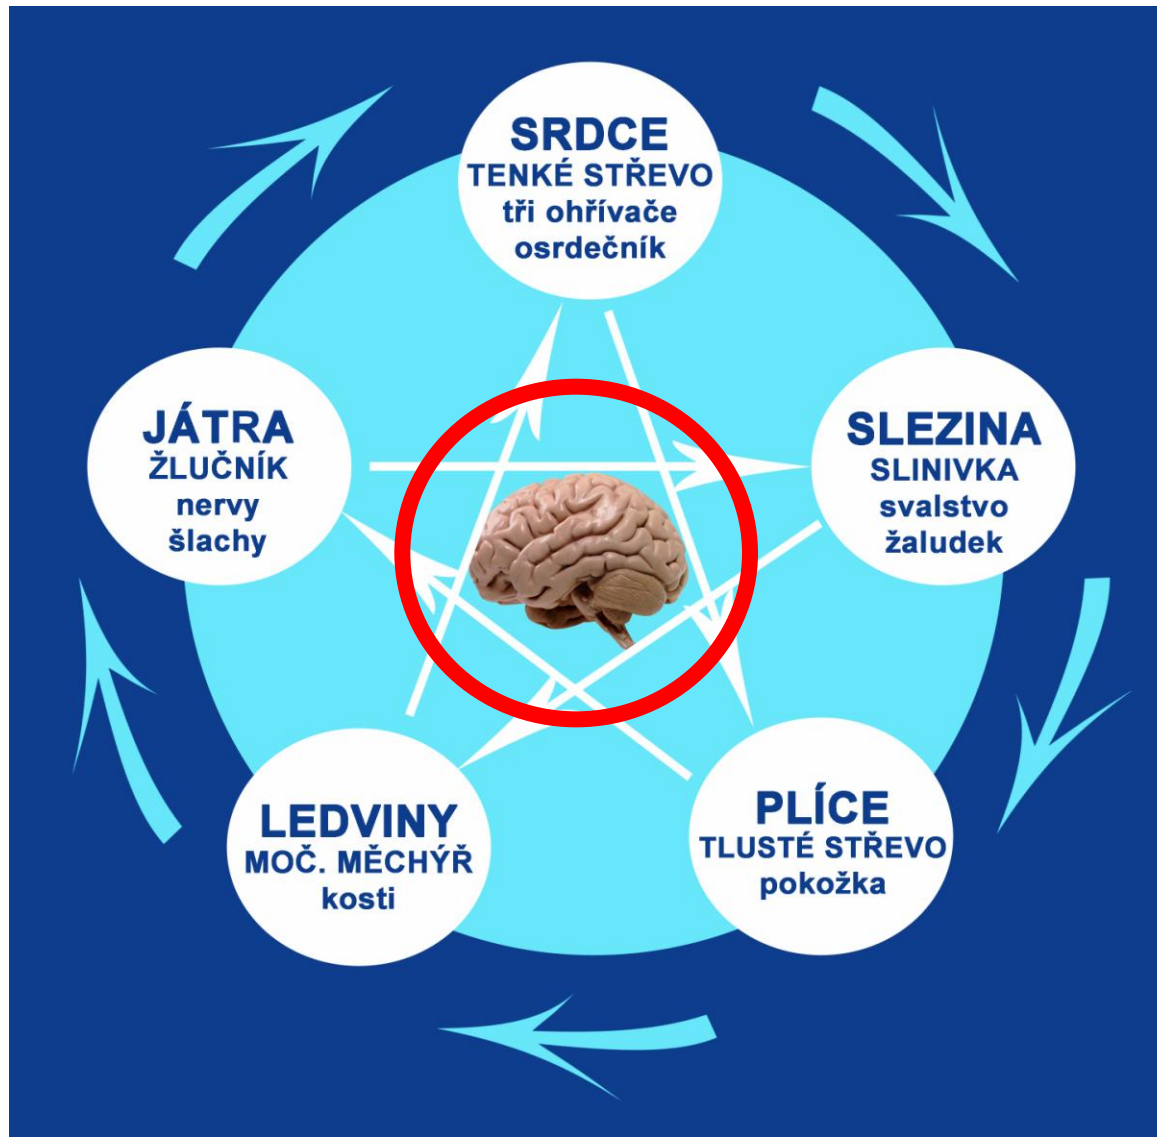 SRDCE
TENKÉ STŘEVO
tři ohřívače
osrdečník
JÁTRA
ŽLUČNÍK
nervy
šlachy
SLEZINA
SLINIVKA
svalstvo
žaludek
LEDVINY
MOČ. MĚCHÝŘ
kosti
PLÍCE
TLUSTÉ STŘEVO
pokožka